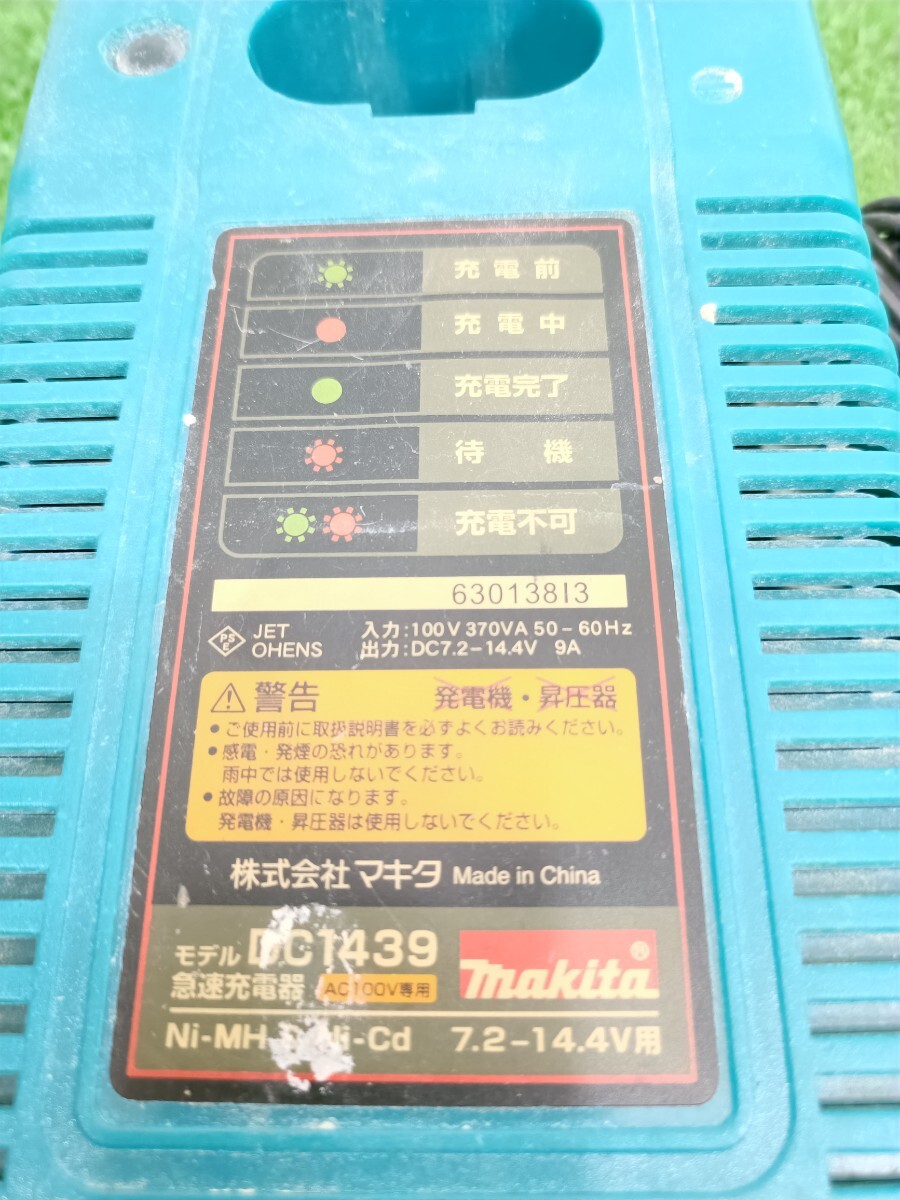 充電前
充電中
充電完了
待機
充電不可
630138I3
PS E JET OHENS
入力:100V 370VA 50-60Hz
出力:DC7.2-14.4V 9A
警告 発電機・昇圧器
●ご使用前に取扱説明書を必ずよくお読みください。
●感電・発煙の恐れがあります。
雨中では使用しないでください。
●故障の原因になります。
発電機・昇圧器は使用しないでください。
株式会社マキタ Made in China
モデル DC1439
急速充電器 AC100V専用
makita®
Ni-MH Ni-Cd 7.2-14.4V用